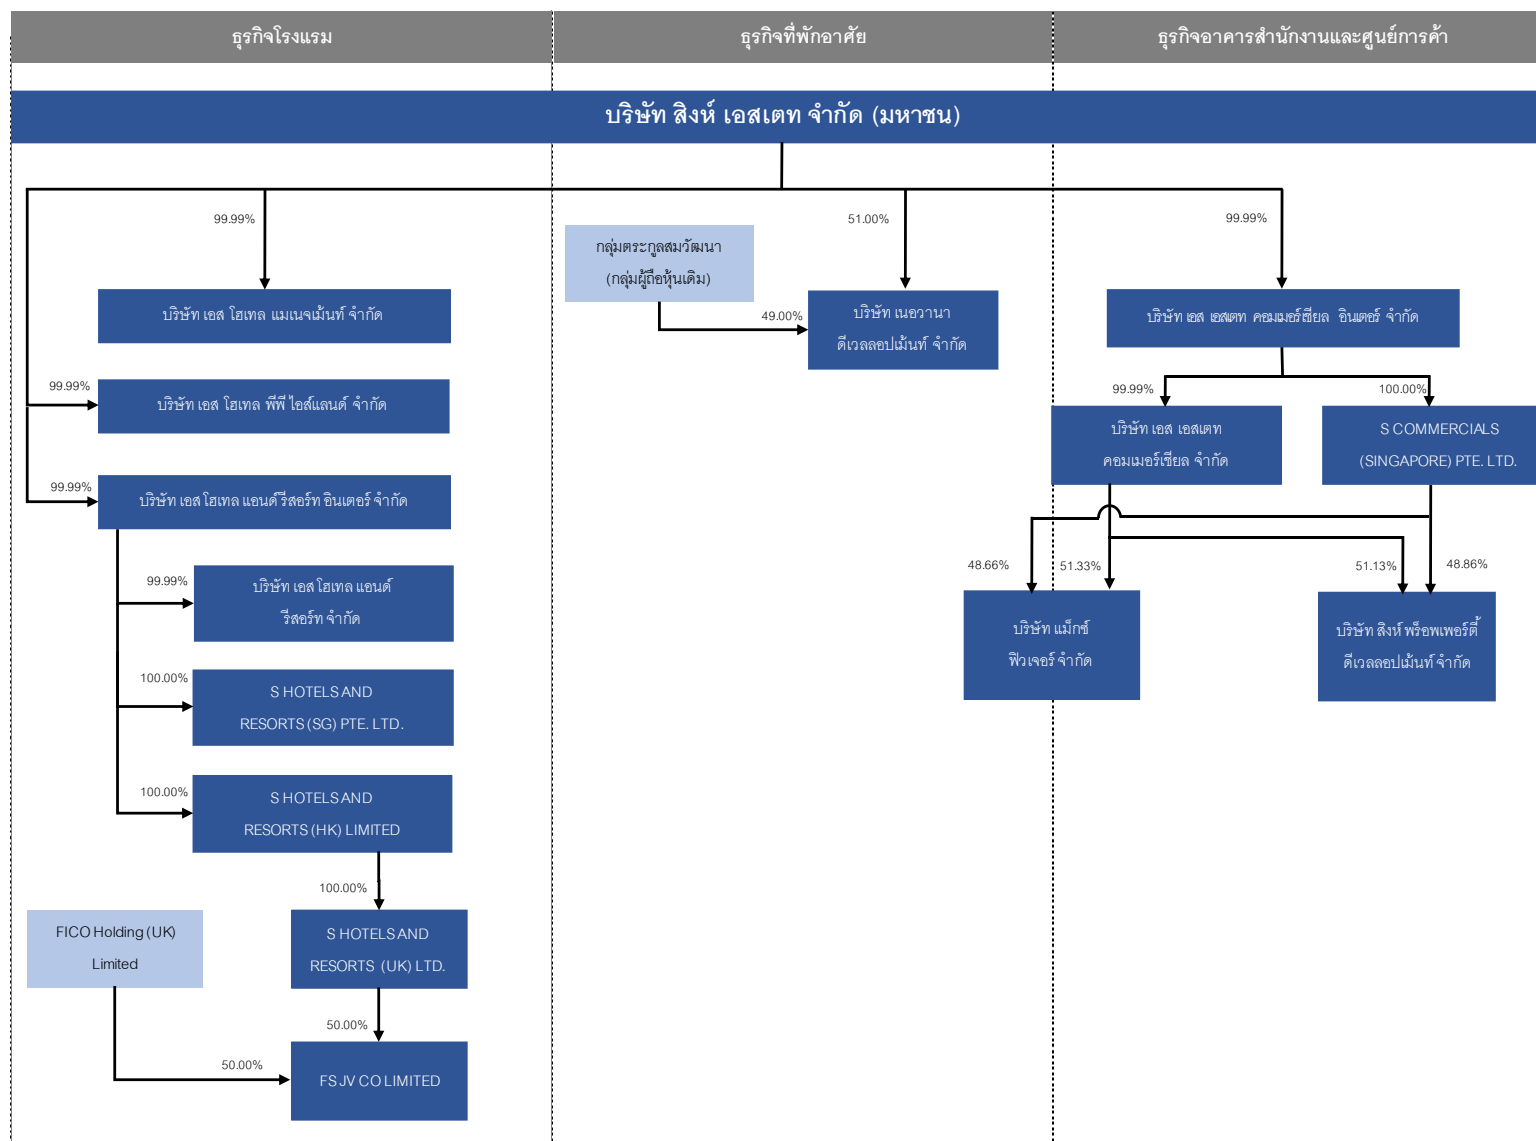 ธุรกิจโรงแรม
ธุรกิจที่พักอาศัย
ธุรกิจอาคารสำนักงานและศูนย์การค้า
บริษัท สิงห์ เอสเตท จำกัด (มหาชน)
99.99%
51.00%
99.99%
กลุ่มตระกูลสมวัฒนา
(กลุ่มผู้ถือหุ้นเดิม)
49.00%
บริษัท เอส โฮเทล แมเนจเม้นท์ จำกัด
บริษัท เนอวานา
ดีเวลลอปเม้นท์ จำกัด
บริษัท เอส เอสเตท คอมเมอร์เชียล อินเตอร์ จำกัด
99.99%
บริษัท เอส โฮเทล พีพี ไอส์แลนด์ จำกัด
99.99%
100.00%
บริษัท เอส เอสเตท
คอมเมอร์เชียล จำกัด
S COMMERCIALS
(SINGAPORE) PTE. LTD.
99.99%
บริษัท เอส โฮเทล แอนด์ รีสอร์ท อินเตอร์ จำกัด
48.66%
51.33%
51.13%
48.86%
99.99%
บริษัท เอส โฮเทล แอนด์
รีสอร์ท จำกัด
บริษัท แม็กซ์
ฟิวเจอร์ จำกัด
บริษัท สิงห์ พร็อพเพอร์ตี้
ดีเวลลอปเม้นท์ จำกัด
100.00%
S HOTELS AND
RESORTS (SG) PTE. LTD.
100.00%
S HOTELS AND
RESORTS (HK) LIMITED
100.00%
FICO Holding (UK)
Limited
S HOTELS AND
RESORTS (UK) LTD.
50.00%
50.00%
FS JV CO LIMITED